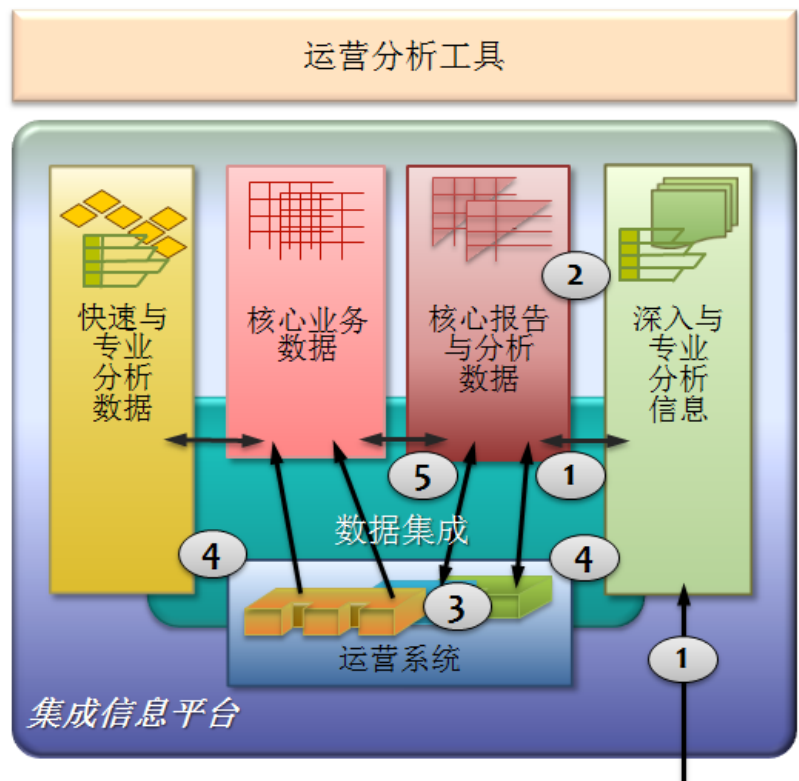 运营分析工具
快速与
专业
分析
数据
核心业务
数据
核心报告
与分析
数据
深入与
专业
分析
信息
2
5
1
数据集成
4
4
3
运营系统
1
集成信息平台